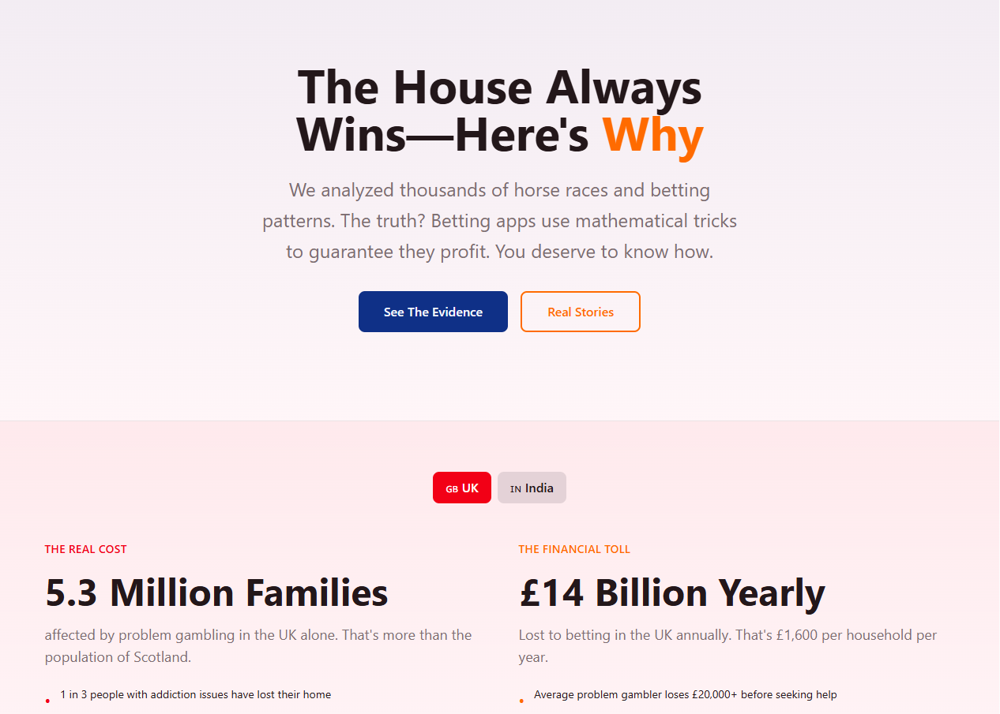 The House Always
Wins—Here's Why
We analyzed thousands of horse races and betting
patterns. The truth? Betting apps use mathematical tricks
to guarantee they profit. You deserve to know how.
See The Evidence
Real Stories
GB UK
IN India
THE REAL COST
5.3 Million Families
affected by problem gambling in the UK alone. That's more than the
population of Scotland.
• 1 in 3 people with addiction issues have lost their home
THE FINANCIAL TOLL
£14 Billion Yearly
Lost to betting in the UK annually. That's £1,600 per household per
year.
• Average problem gambler loses £20,000+ before seeking help